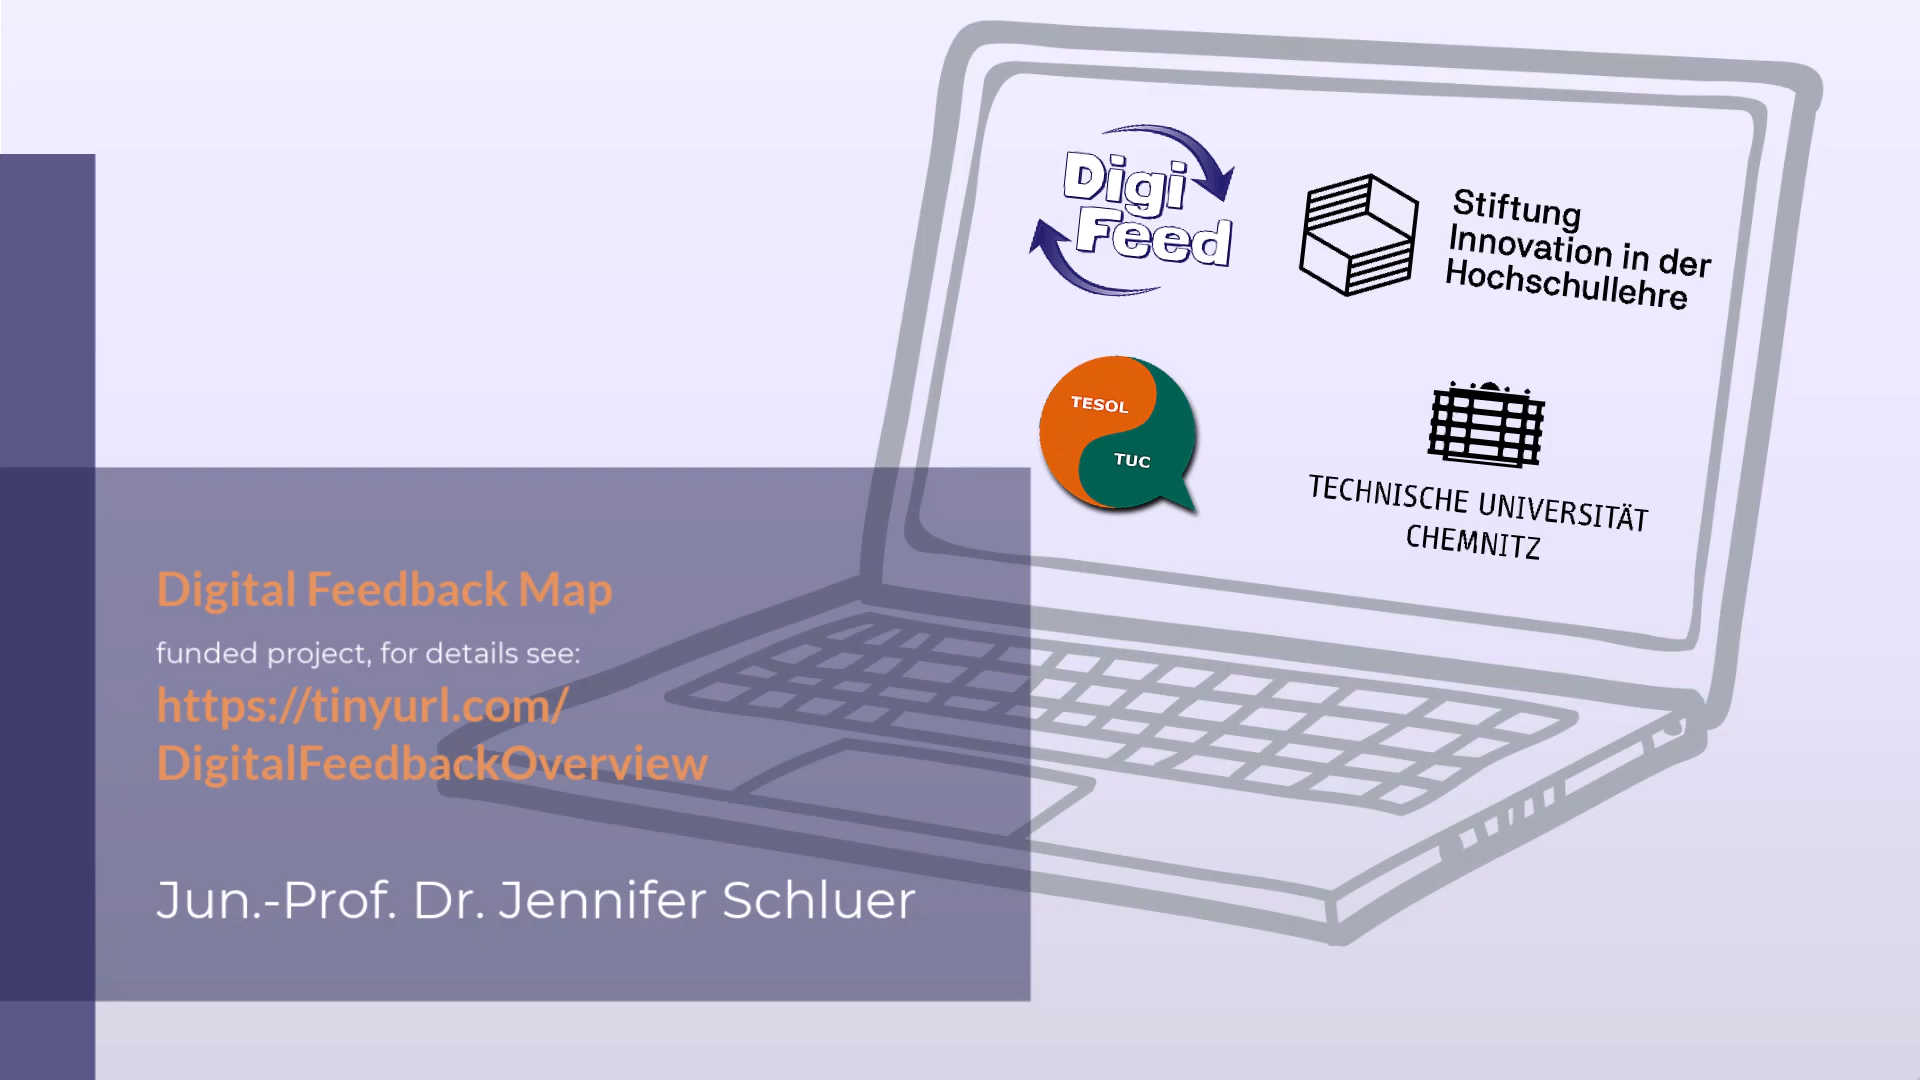 Digi
Feed
Stiftung
Innovation in der
Hochschullehre
TESOL
TUC
TECHNISCHE UNIVERSITÄT
CHEMNITZ
Digital Feedback Map
funded project, for details see:
https://tinyurl.com/
DigitalFeedbackOverview
Jun.-Prof. Dr. Jennifer Schluer